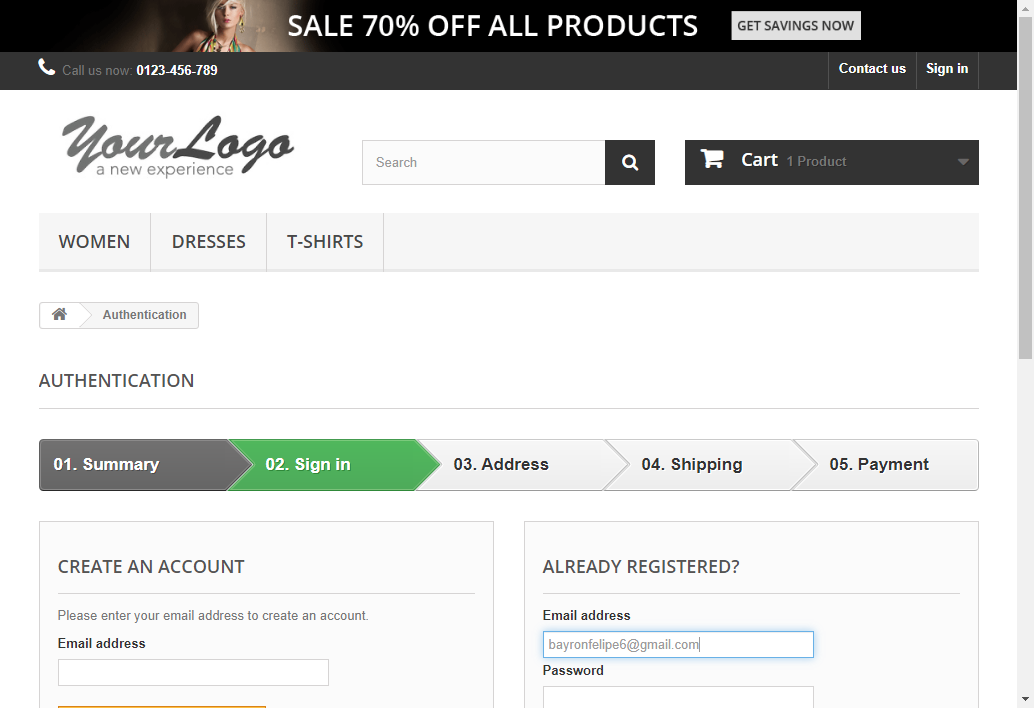 SALE 70% OFF ALL PRODUCTS GET SAVINGS NOW
Call us now: 0123-456-789 Contact us Sign in
YourLogo
a new experience
Search
Cart 1 Product
WOMEN DRESSES T-SHIRTS
Authentication
AUTHENTICATION
01. Summary 02. Sign in 03. Address 04. Shipping 05. Payment
CREATE AN ACCOUNT
Please enter your email address to create an account.
Email address
ALREADY REGISTERED?
Email address
bayronfelipe6@gmail.com
Password